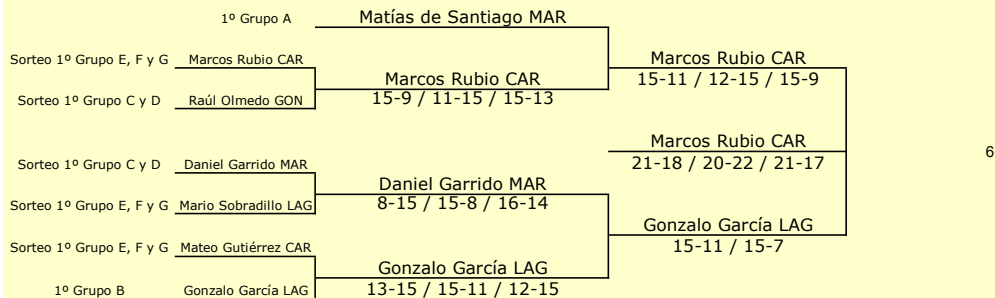 1º Grupo A Matías de Santiago MAR
Sorteo 1º Grupo E, F y G Marcos Rubio CAR Marcos Rubio CAR
Marcos Rubio CAR 15-11 / 12-15 / 15-9
Sorteo 1º Grupo C y D Raúl Olmedo GON 15-9 / 11-15 / 15-13
Marcos Rubio CAR
Sorteo 1º Grupo C y D Daniel Garrido MAR 21-18 / 20-22 / 21-17 6
Daniel Garrido MAR
Sorteo 1º Grupo E, F y G Mario Sobradillo LAG 8-15 / 15-8 / 16-14
Gonzalo García LAG
Sorteo 1º Grupo E, F y G Mateo Gutiérrez CAR 15-11 / 15-7
Gonzalo García LAG
1º Grupo B Gonzalo García LAG 13-15 / 15-11 / 12-15